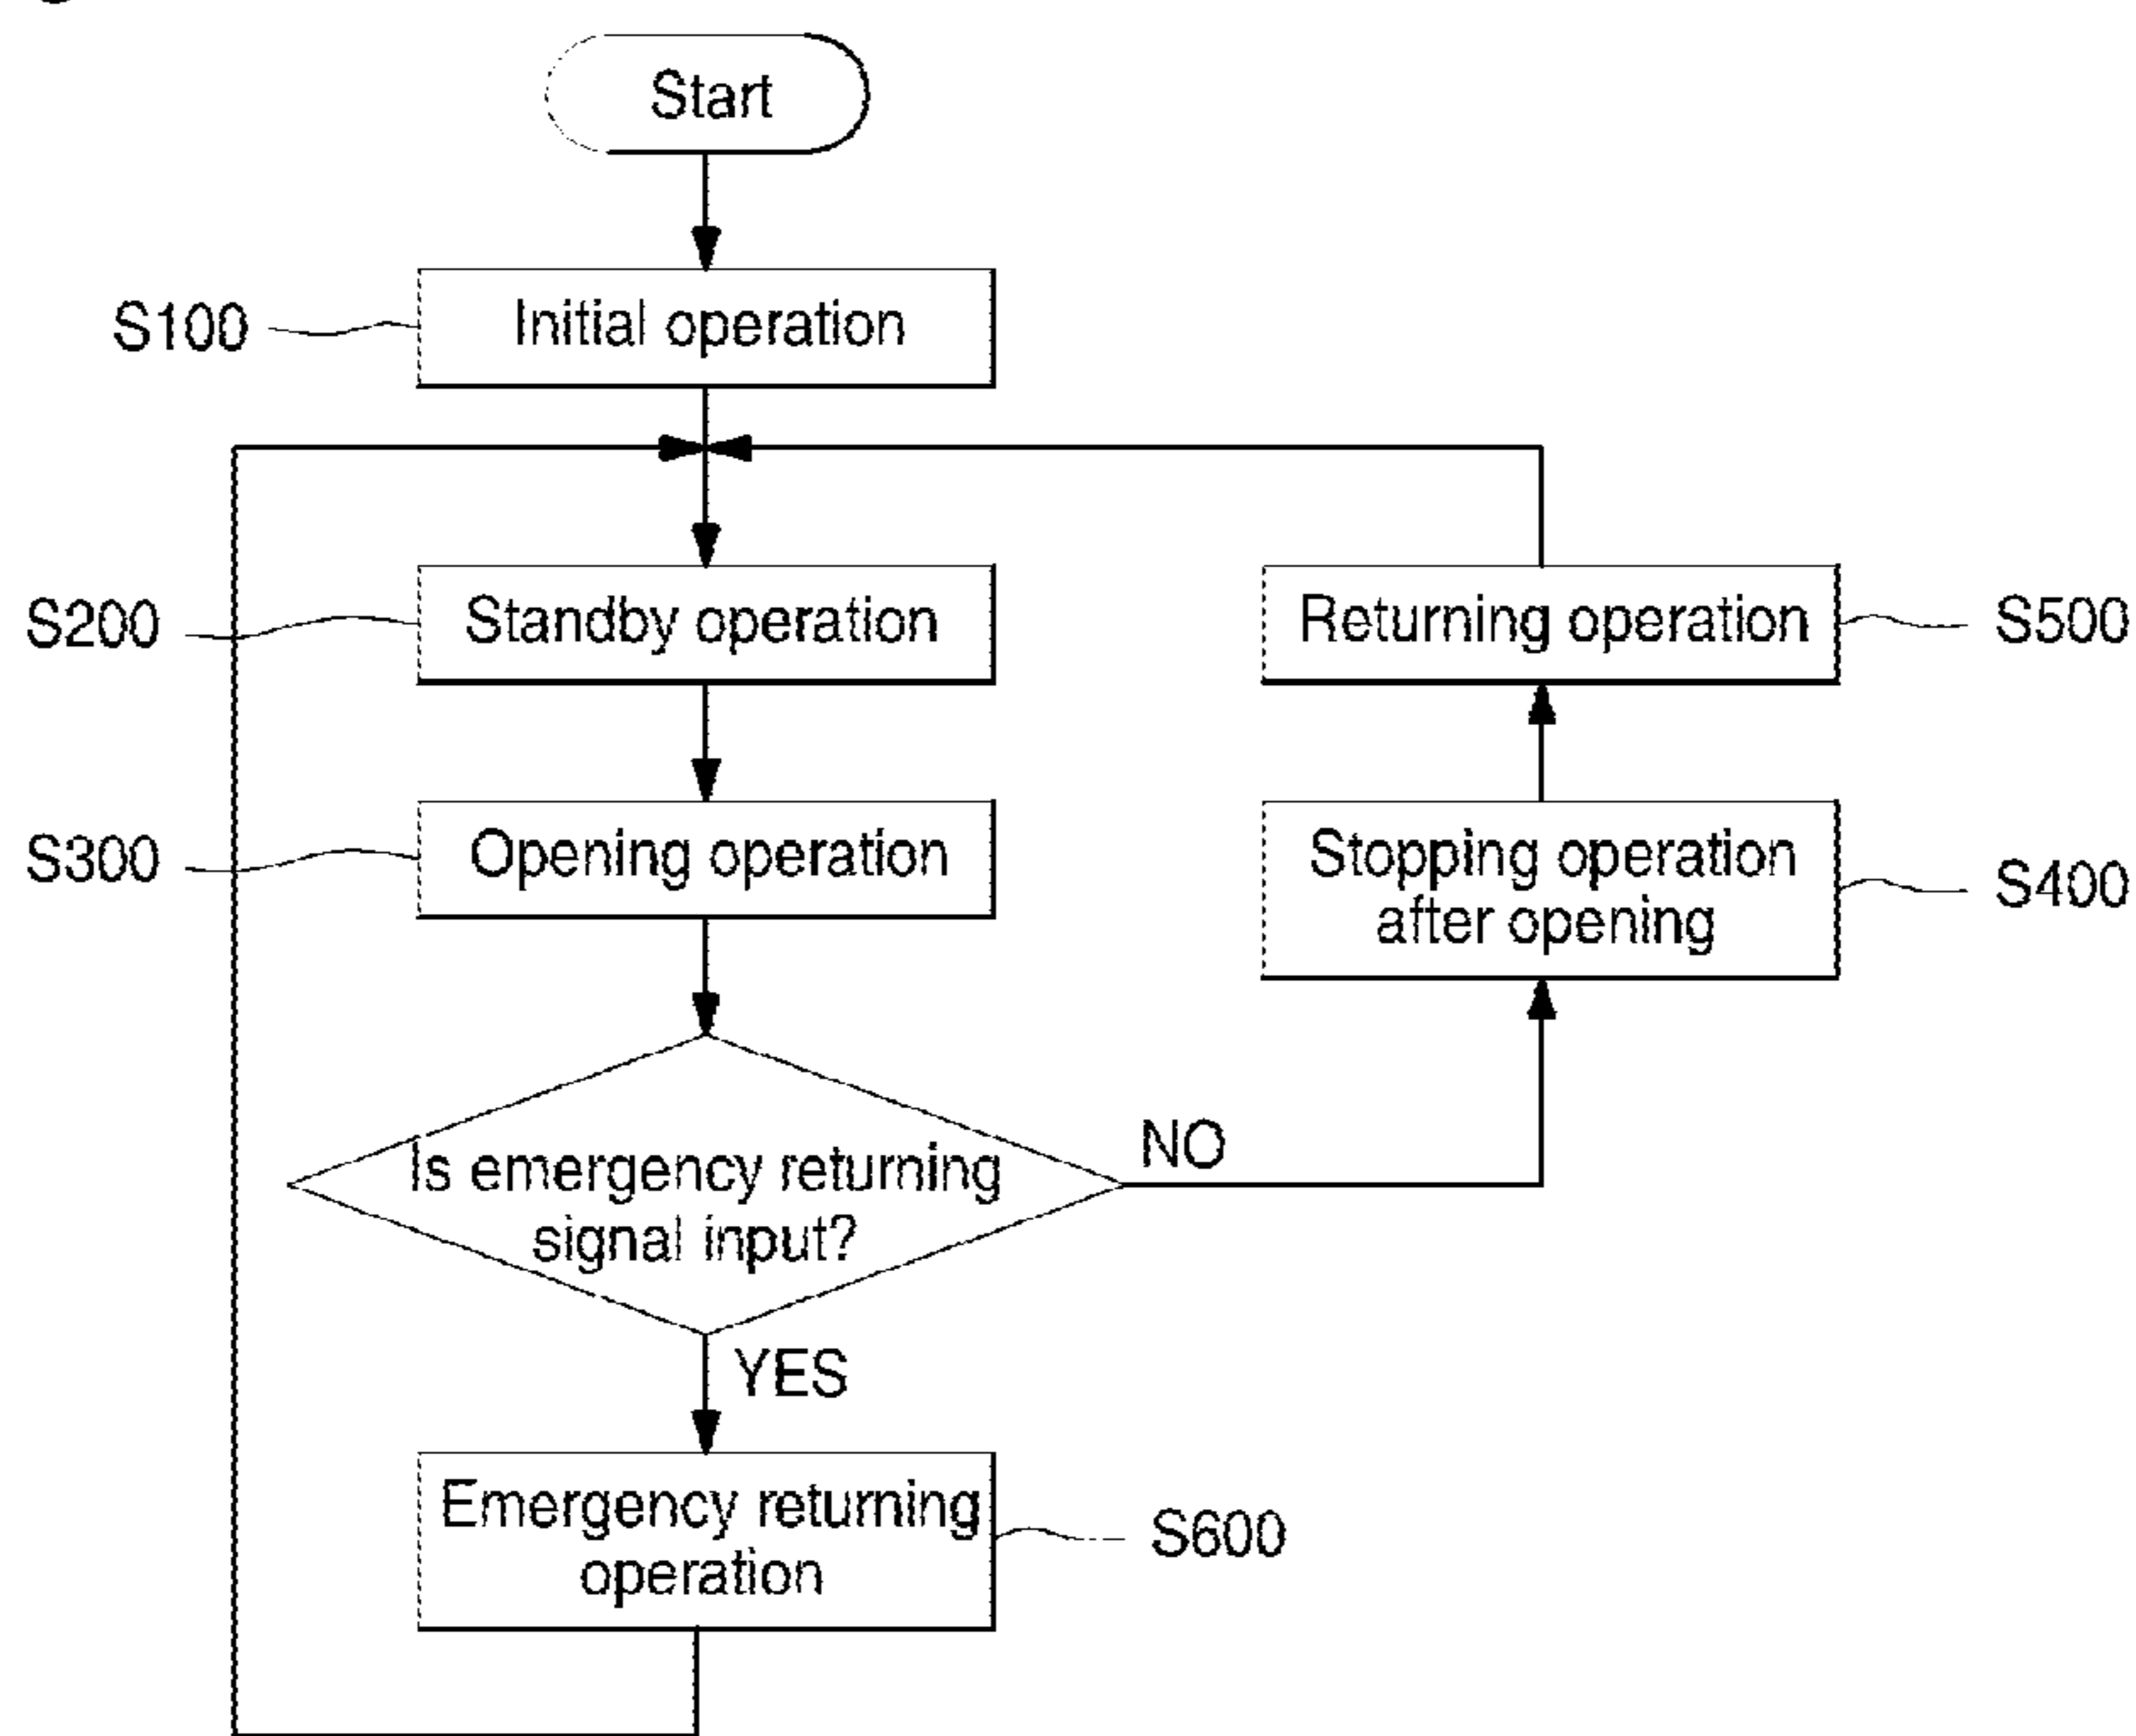 Start
S100
Initial operation
S200
Standby operation
Returning operation
S500
S300
Opening operation
Stopping operation
after opening
S400
Is emergency returning
signal input?
NO
YES
Emergency returning
operation
S600